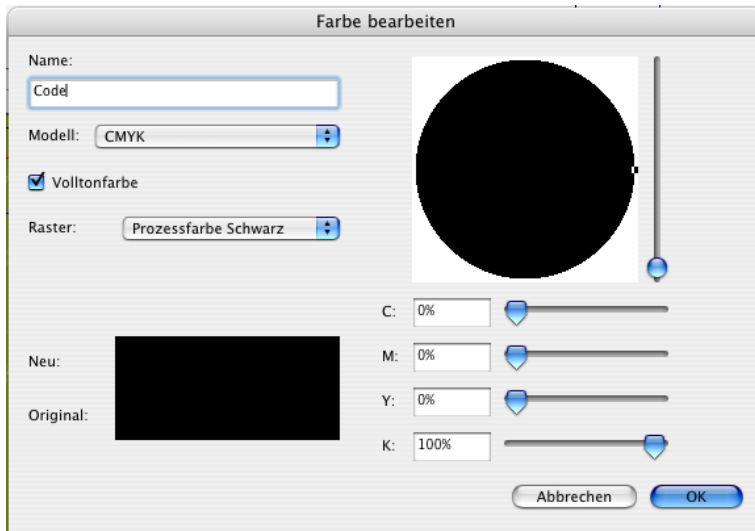 Farbe bearbeiten
Name:
Code
Modell: CMYK
Volltonfarbe
Raster: Prozessfarbe Schwarz
Neu:
Original:
C: 0%
M: 0%
Y: 0%
K: 100%
Abbrechen OK